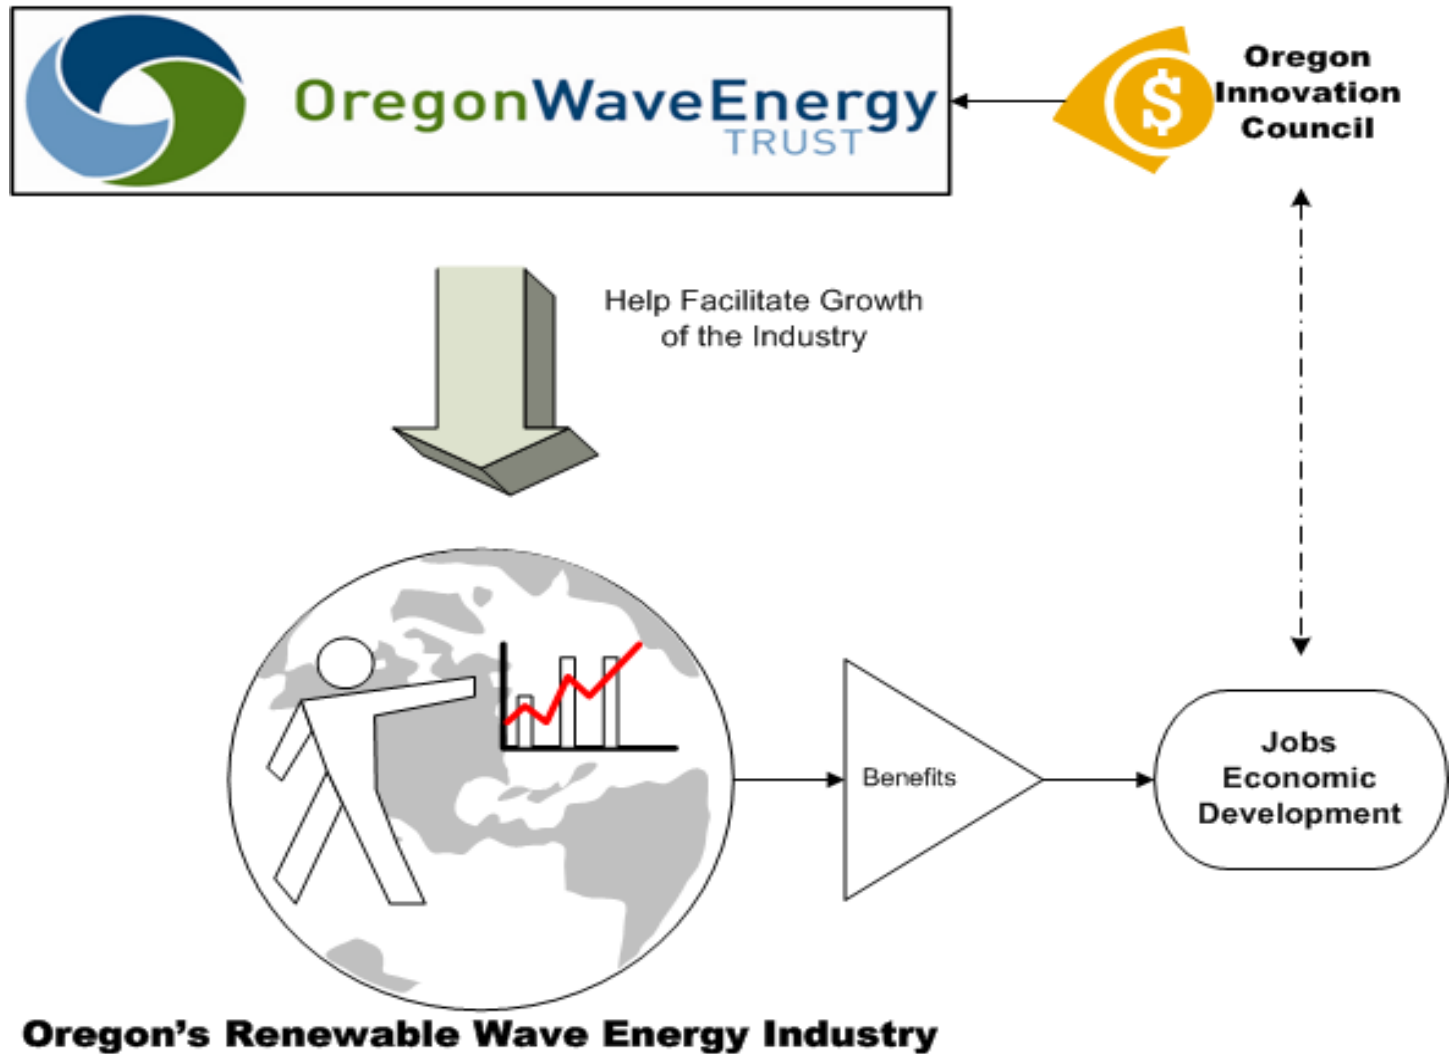 OregonWaveEnergy
TRUST
$
Oregon
Innovation
Council
Help Facilitate Growth
of the Industry
Benefits
Jobs
Economic
Development
Oregon's Renewable Wave Energy Industry